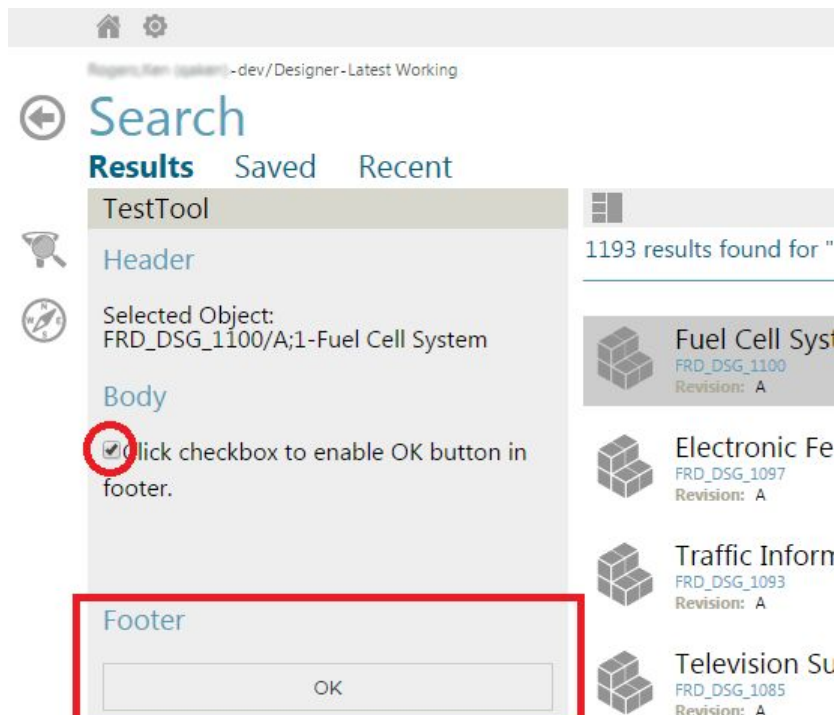 -dev/Designer-Latest Working
Search
Results Saved Recent
TestTool
Header
Selected Object:
FRD_DSG_1100/A;1-Fuel Cell System
Body
Click checkbox to enable OK button in
footer.
Footer
OK
1193 results found for "
Fuel Cell Syst
FRD_DSG_1100
Revision: A
Electronic Fe
FRD_DSG_1097
Revision: A
Traffic Inform
FRD_DSG_1093
Revision: A
Television Su
FRD_DSG_1085
Revision: A